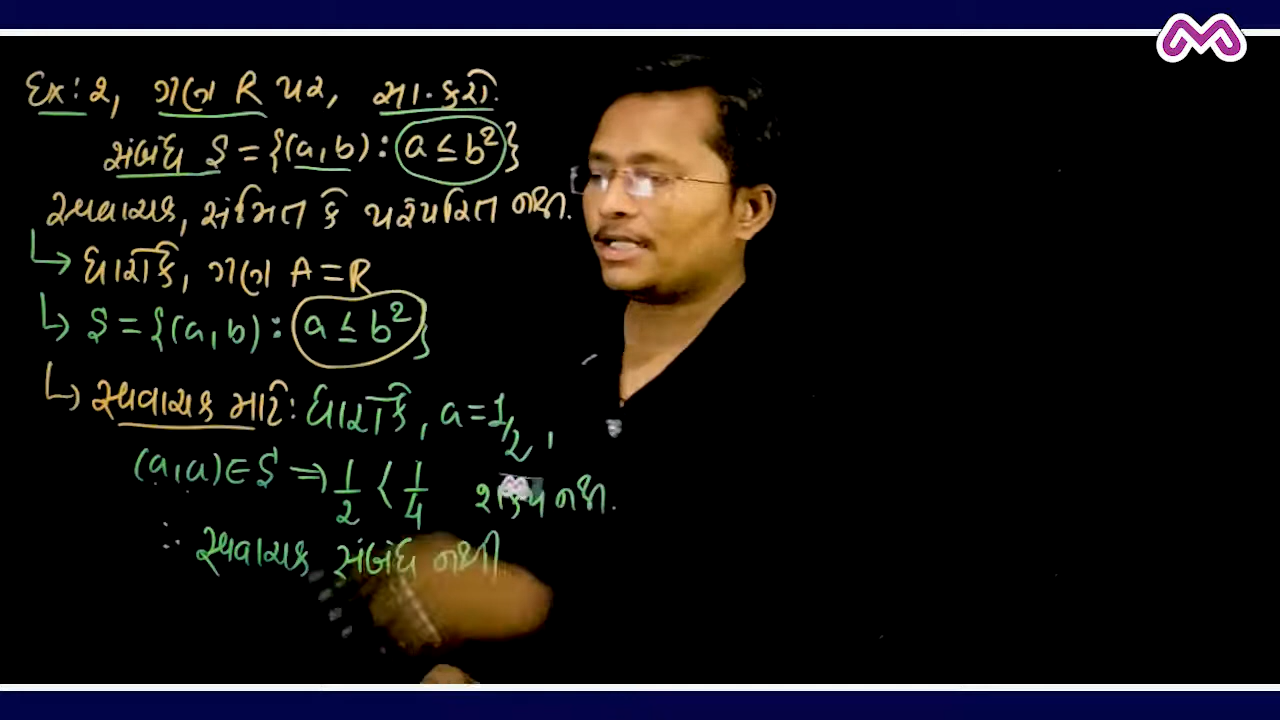 Ex: 2, ગણ R પર, સા. કરો.
સંબંધ S = {(a, b) : a ≤ b²}
સ્વવાચક, સંમિત કે પરંપરિત નથી.
ધારોકે, ગણ A = R
S = {(a, b) : a ≤ b²}
સ્વવાચક માટે: ધારોકે, a = 1/2,
(a, a) ∈ S ⇒ 1/2 < 1/4 શક્ય નથી.
∴ સ્વવાચક સંબંધ નથી